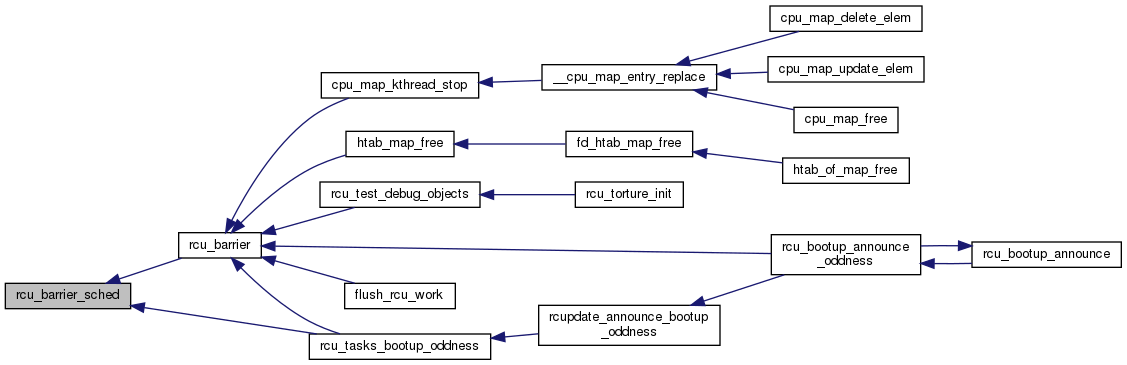 cpu_map_delete_elem
cpu_map_kthread_stop
__cpu_map_entry_replace
cpu_map_update_elem
cpu_map_free
htab_map_free
fd_htab_map_free
htab_of_map_free
rcu_test_debug_objects
rcu_torture_init
rcu_barrier
rcu_bootup_announce
_oddness
rcu_bootup_announce
rcu_barrier_sched
flush_rcu_work
rcupdate_announce_bootup
_oddness
rcu_tasks_bootup_oddness